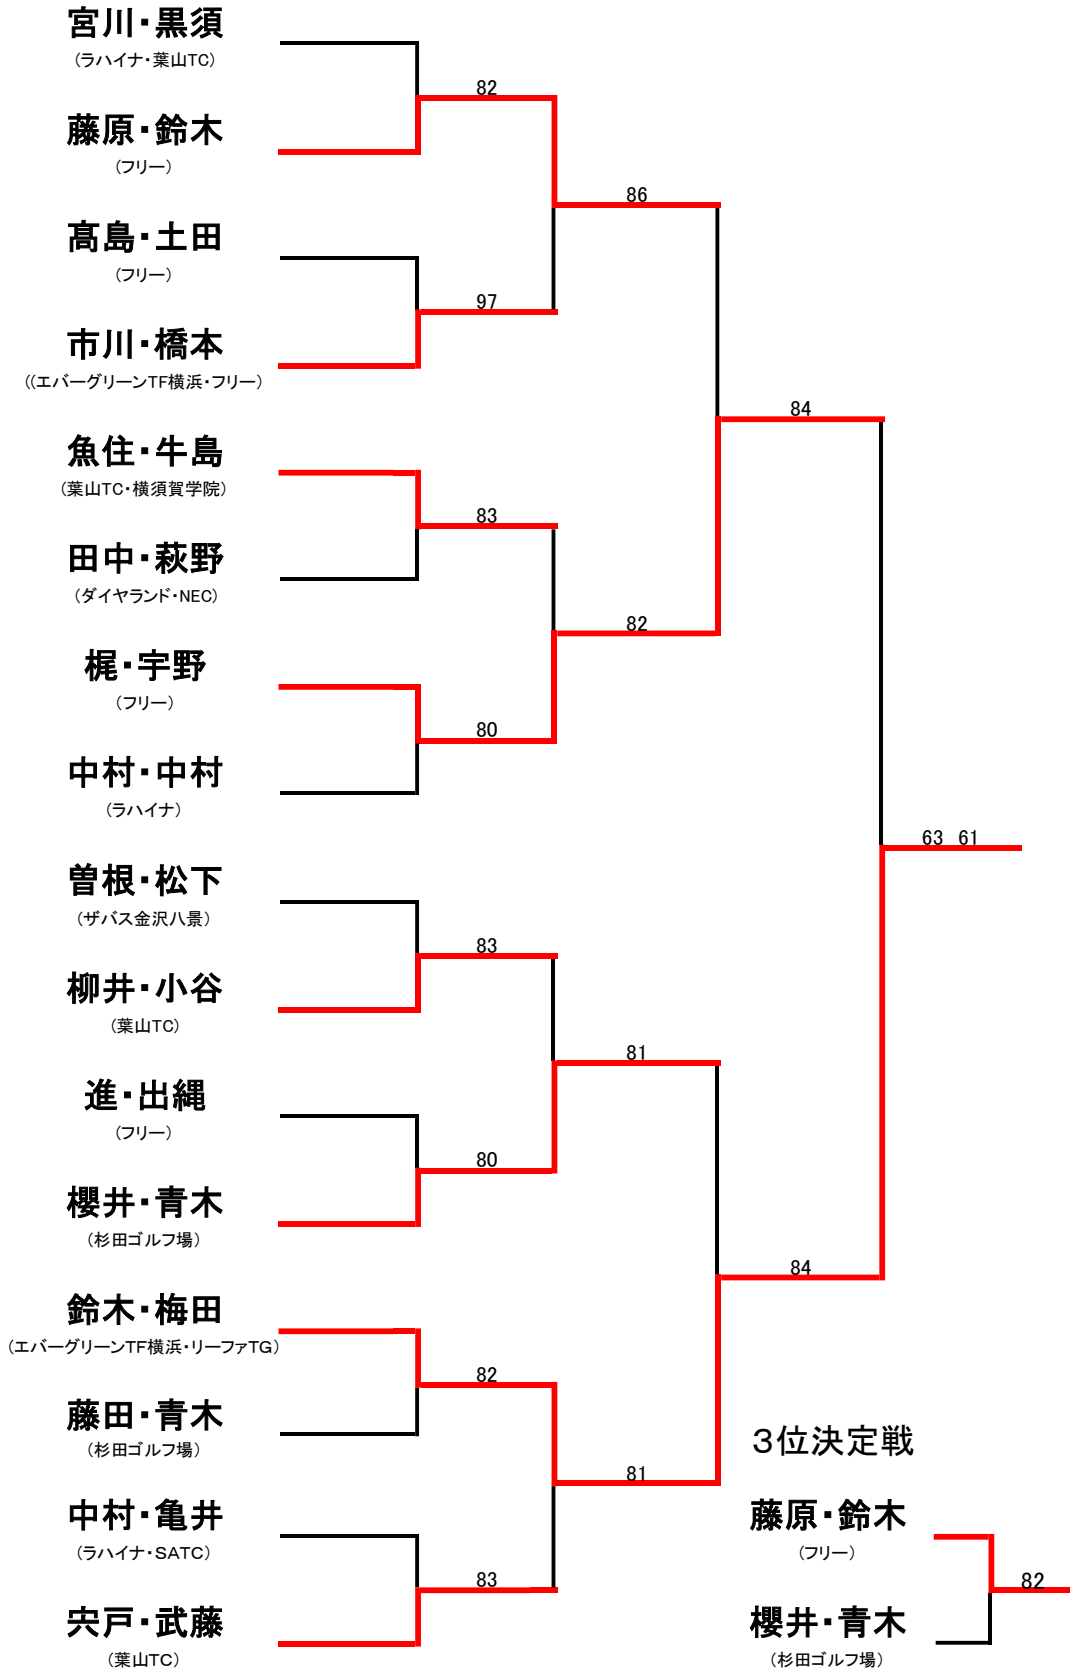 宮川・黒須
（ラハイナ・葉山TC）
82
藤原・鈴木
（フリー）
86
髙島・土田
（フリー）
97
市川・橋本
（（エバーグリーンTF横浜・フリー）
84
魚住・牛島
（葉山TC・横須賀学院）
83
田中・萩野
（ダイヤランド・NEC）
82
梶・宇野
（フリー）
80
中村・中村
（ラハイナ）
63 61
曽根・松下
（ザバス金沢八景）
83
柳井・小谷
（葉山TC）
81
進・出縄
（フリー）
80
櫻井・青木
（杉田ゴルフ場）
84
鈴木・梅田
（エバーグリーンTF横浜・リーファTG）
82
藤田・青木
（杉田ゴルフ場）
81
中村・亀井
（ラハイナ・SATC）
83
宍戸・武藤
（葉山TC）
３位決定戦
藤原・鈴木
（フリー）
82
櫻井・青木
（杉田ゴルフ場）